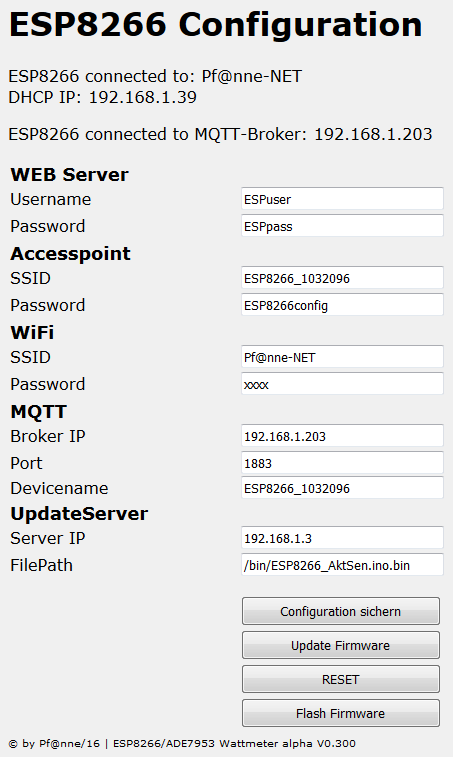 ESP8266 Configuration
ESP8266 connected to: Pf@nne-NET
DHCP IP: 192.168.1.39
ESP8266 connected to MQTT-Broker: 192.168.1.203
WEB Server
Username ESPuser
Password ESPpass
Accesspoint
SSID ESP8266_1032096
Password ESP8266config
WiFi
SSID Pf@nne-NET
Password xxxx
MQTT
Broker IP 192.168.1.203
Port 1883
Devicename ESP8266_1032096
UpdateServer
Server IP 192.168.1.3
FilePath /bin/ESP8266_AktSen.ino.bin
Configuration sichern
Update Firmware
RESET
Flash Firmware
© by Pf@nne/16 | ESP8266/ADE7953 Wattmeter alpha V0.300